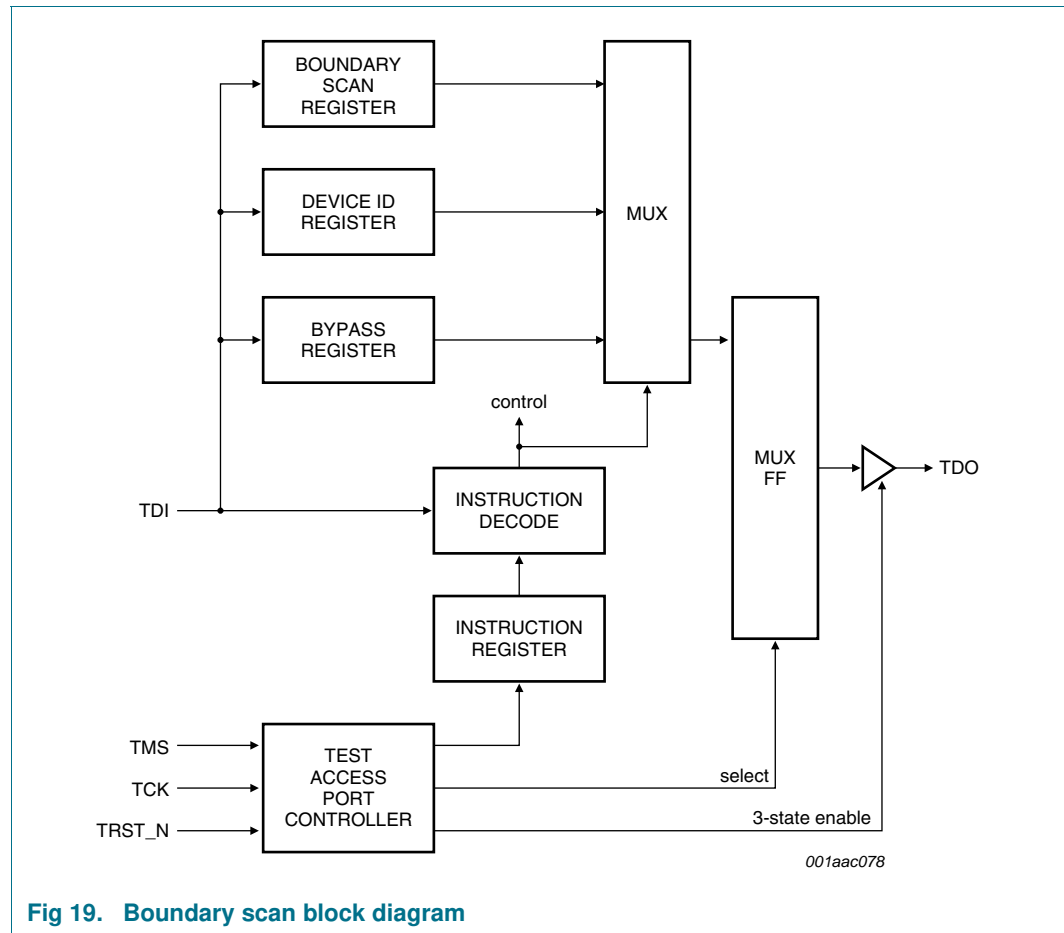 BOUNDARY
SCAN
REGISTER
DEVICE ID
REGISTER
BYPASS
REGISTER
MUX
control
MUX
FF
TDO
TDI
INSTRUCTION
DECODE
INSTRUCTION
REGISTER
TMS
TCK
TRST_N
TEST
ACCESS
PORT
CONTROLLER
select
3-state enable
001aac078
Fig 19. Boundary scan block diagram